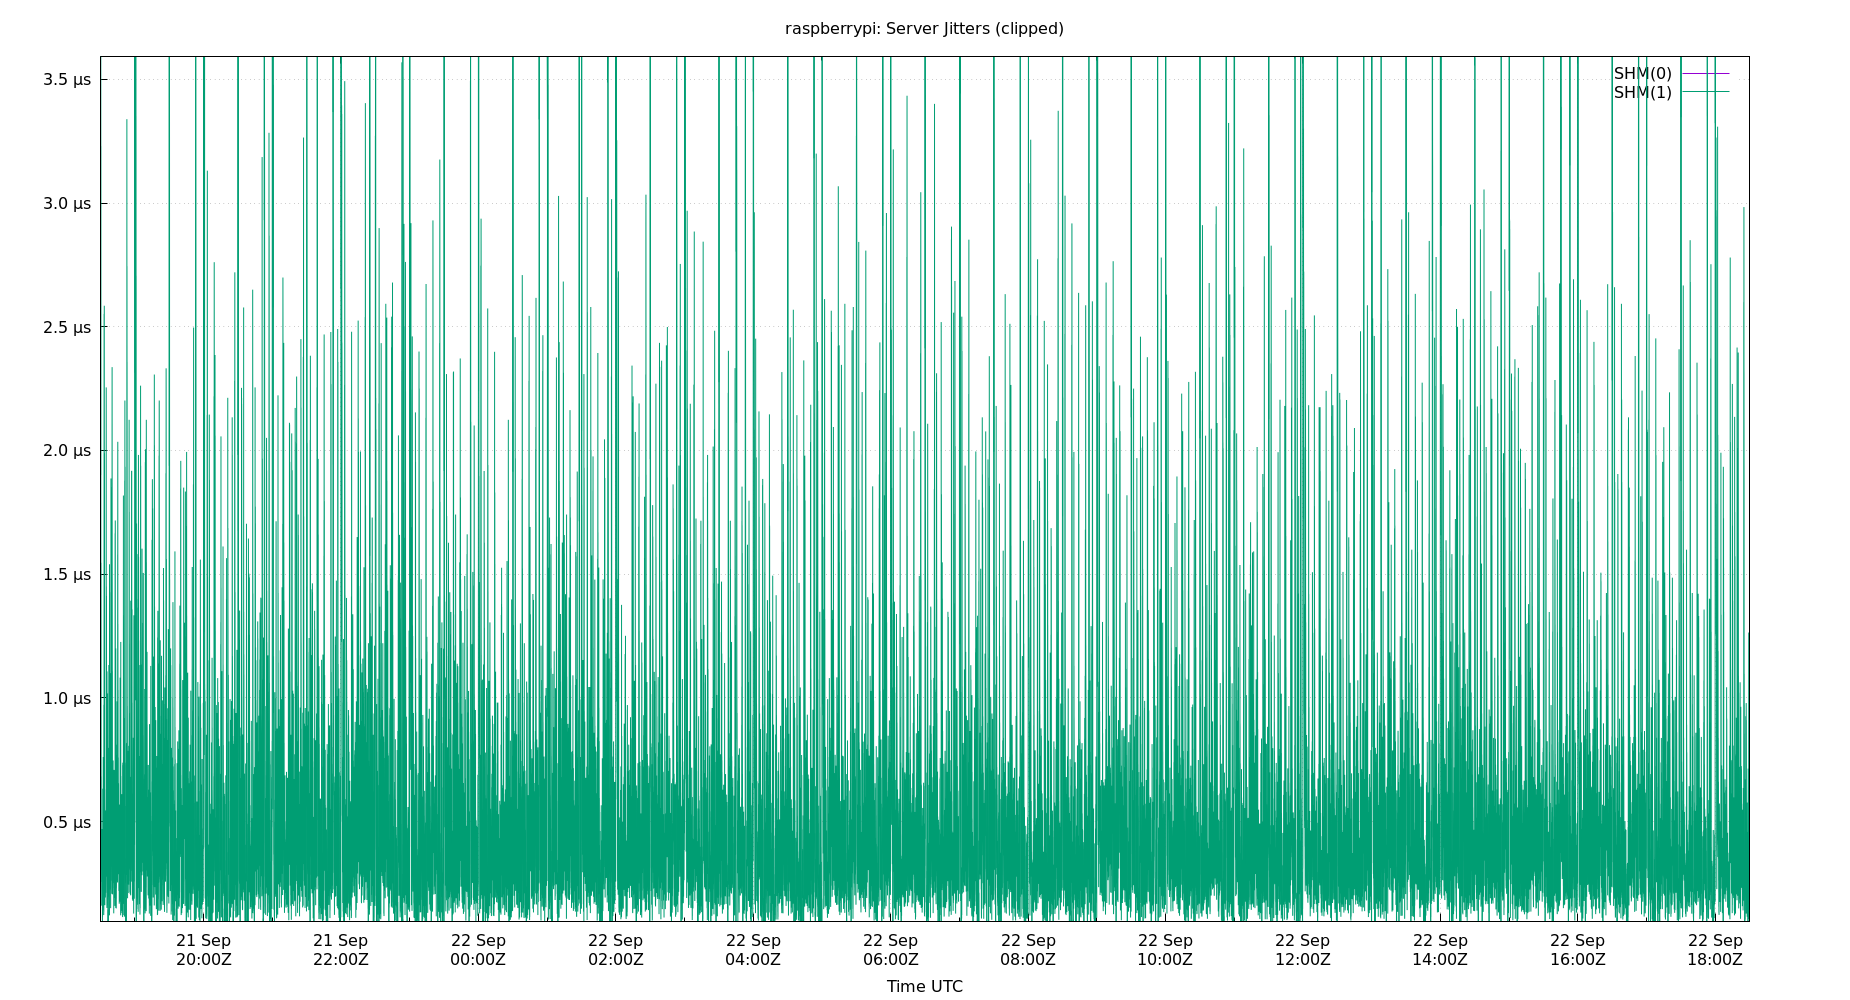 raspberrypi: Server Jitters (clipped)
3.5 µs
3.0 µs
2.5 µs
2.0 µs
1.5 µs
1.0 µs
0.5 µs
SHM(0)
SHM(1)
21 Sep 21 Sep 22 Sep 22 Sep 22 Sep 22 Sep 22 Sep 22 Sep 22 Sep 22 Sep 22 Sep 22 Sep
20:00Z 22:00Z 00:00Z 02:00Z 04:00Z 06:00Z 08:00Z 10:00Z 12:00Z 14:00Z 16:00Z 18:00Z
Time UTC